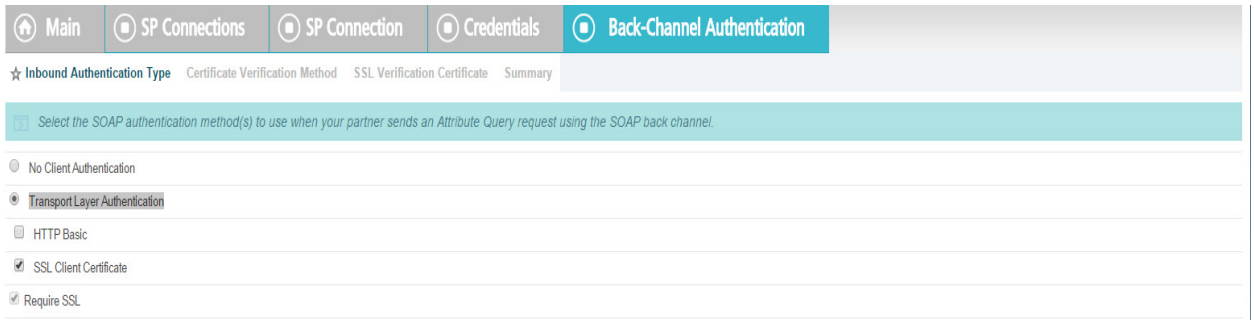 Main SP Connections SP Connection Credentials Back-Channel Authentication
Inbound Authentication Type Certificate Verification Method SSL Verification Certificate Summary
Select the SOAP authentication method(s) to use when your partner sends an Attribute Query request using the SOAP back channel.
No Client Authentication
Transport Layer Authentication
HTTP Basic
SSL Client Certificate
Require SSL